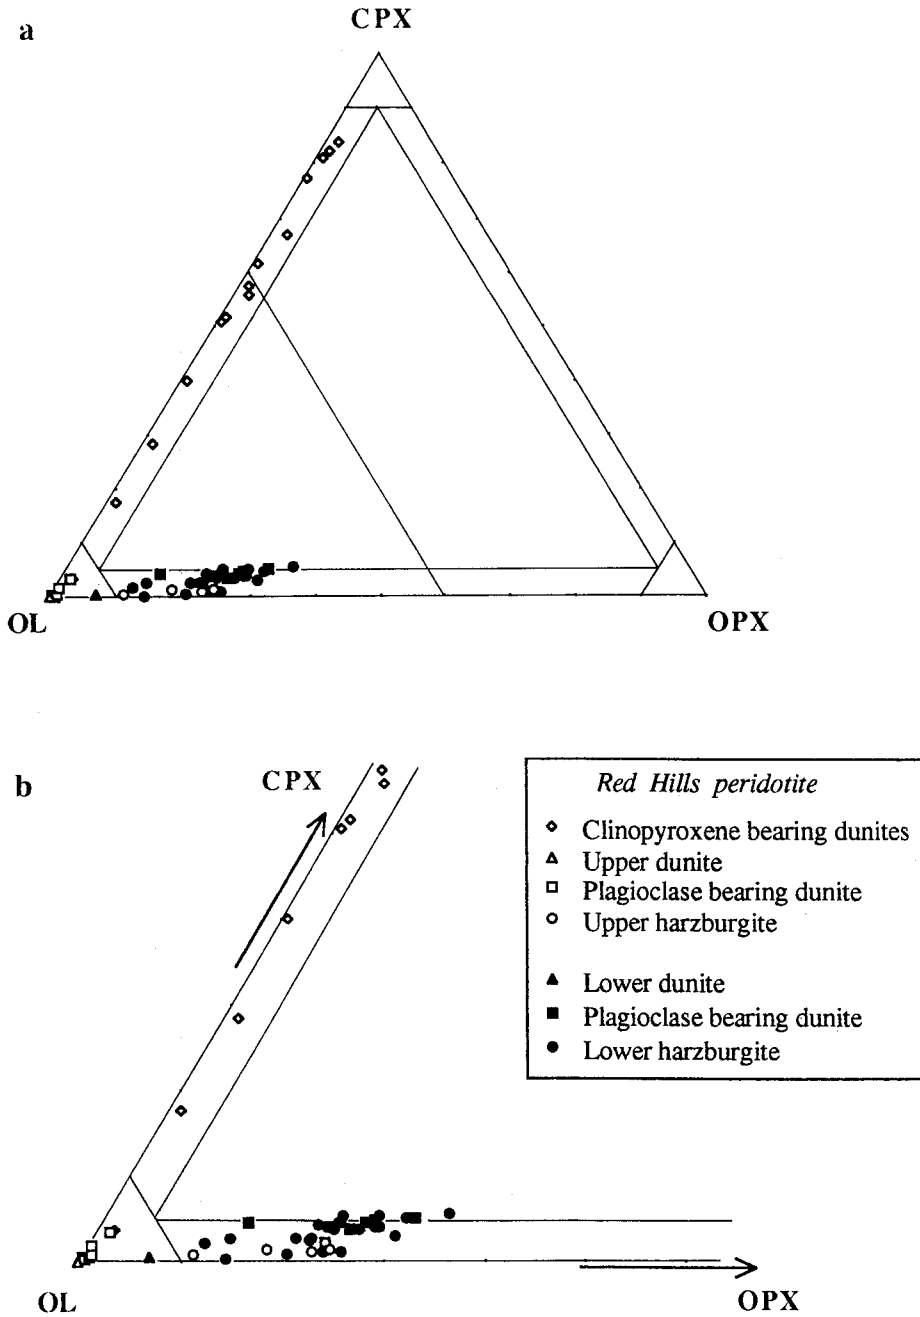 a
CPX
OL
OPX
b
CPX
Red Hills peridotite
Clinopyroxene bearing dunites
Upper dunite
Plagioclase bearing dunite
Upper harzburgite
Lower dunite
Plagioclase bearing dunite
Lower harzburgite
OL
OPX